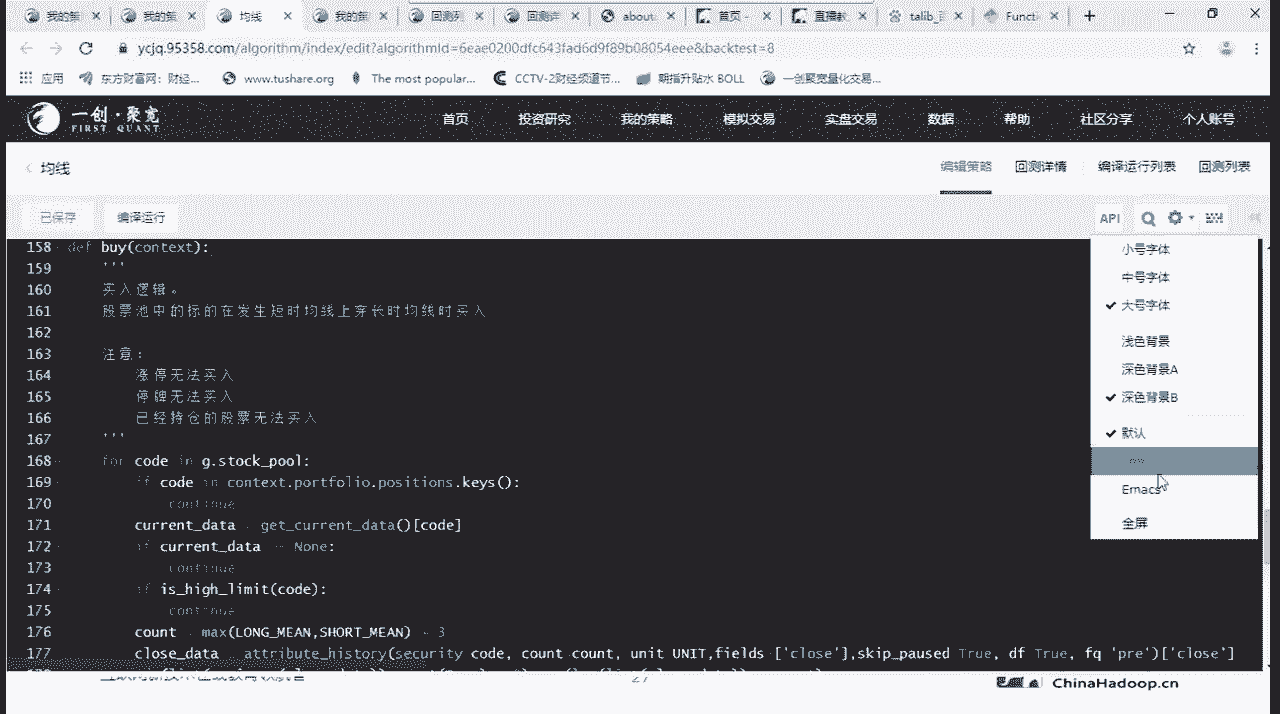 我的策 我的策 均线 我的策 回测列 回测详 about: 首页 - 直播教 talib_ Functi
ycjq.95358.com/algorithm/index/edit?algorithmId=6eae0200dfc643fad6d9f89b08054eee&backtest=8
应用 东方财富网：财经... www.tushare.org The most popular... CCTV-2财经频道节... 期指升贴水 BOLL 一创聚宽量化交易...
一创·聚宽
FIRST QUANT
首页 投资研究 我的策略 模拟交易 实盘交易 数据 帮助 社区分享 个人账号
均线 编辑策略 回测详情 编译运行列表 回测列表
已保存 编译运行 API
小号字体
中号字体
大号字体
浅色背景
深色背景A
深色背景B
默认
Emacs
全屏
158 def buy(context):
159 '''
160 买入逻辑。
161 股票池中的标的在发生短时均线上穿长时均线时买入
162
163 注意：
164 涨停无法买入
165 停牌无法买入
166 已经持仓的股票无法买入
167 '''
168 for code in g.stock_pool:
169 if code in context.portfolio.positions.keys():
170 continue
171 current_data = get_current_data()[code]
172 if current_data == None:
173 continue
174 if is_high_limit(code):
175 continue
176 count = max(LONG_MEAN,SHORT_MEAN) + 3
177 close_data = attribute_history(security=code, count=count, unit=UNIT,fields=['close'],skip_paused=True, df=True, fq='pre')['close']
27
ChinaHadoop.cn